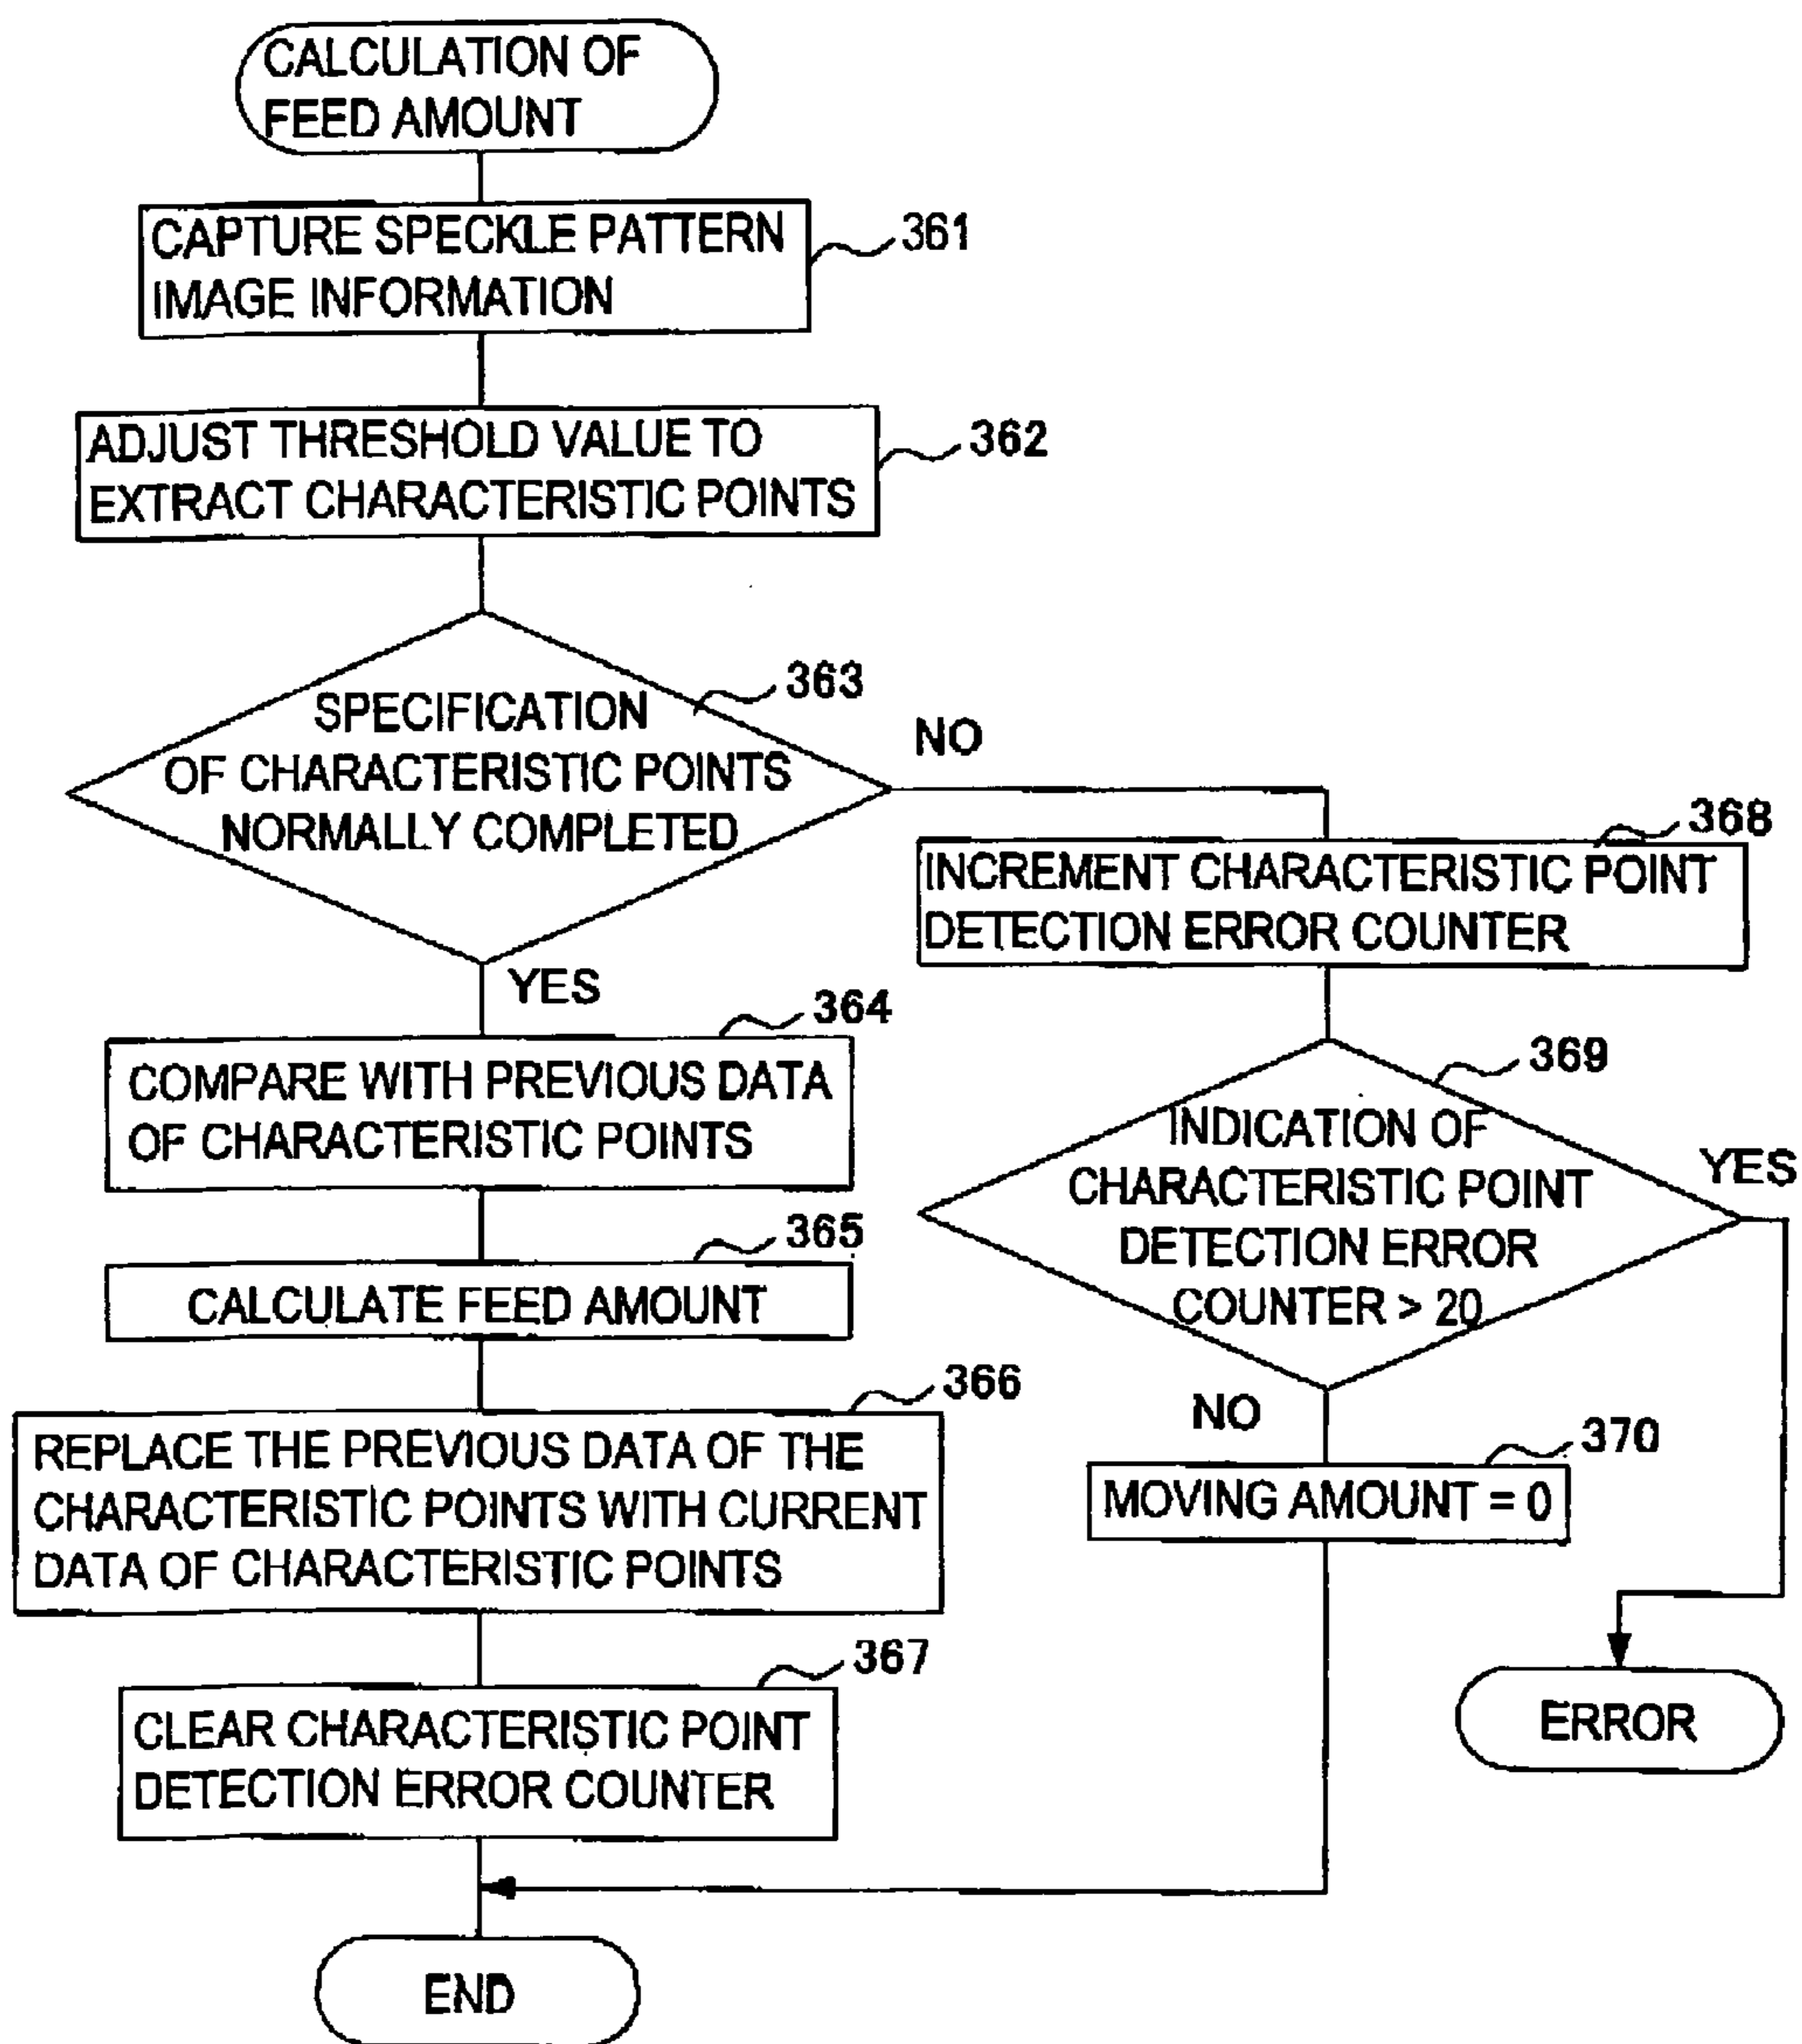 CALCULATION OF
FEED AMOUNT
CAPTURE SPECKLE PATTERN
IMAGE INFORMATION
361
ADJUST THRESHOLD VALUE TO
EXTRACT CHARACTERISTIC POINTS
362
SPECIFICATION
OF CHARACTERISTIC POINTS
NORMALLY COMPLETED
363
NO
YES
COMPARE WITH PREVIOUS DATA
OF CHARACTERISTIC POINTS
364
CALCULATE FEED AMOUNT
365
REPLACE THE PREVIOUS DATA OF THE
CHARACTERISTIC POINTS WITH CURRENT
DATA OF CHARACTERISTIC POINTS
366
CLEAR CHARACTERISTIC POINT
DETECTION ERROR COUNTER
367
END
INCREMENT CHARACTERISTIC POINT
DETECTION ERROR COUNTER
368
INDICATION OF
CHARACTERISTIC POINT
DETECTION ERROR
COUNTER > 20
369
YES
NO
MOVING AMOUNT = 0
370
ERROR